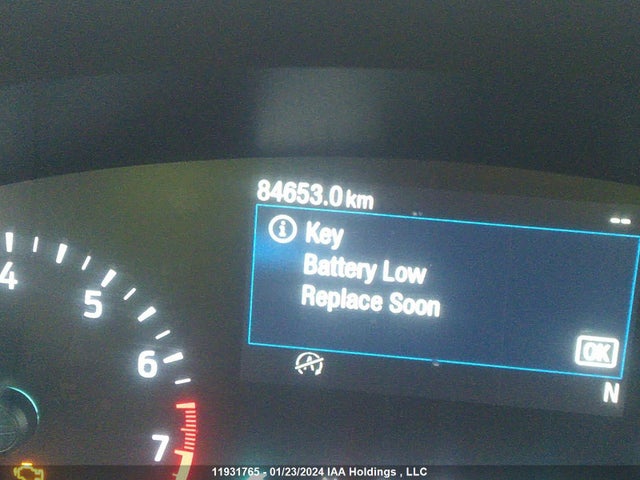 84653.0 km
--
Key
Battery Low
Replace Soon
OK
A
N
4
5
6
7
11931765 - 01/23/2024 IAA Holdings , LLC